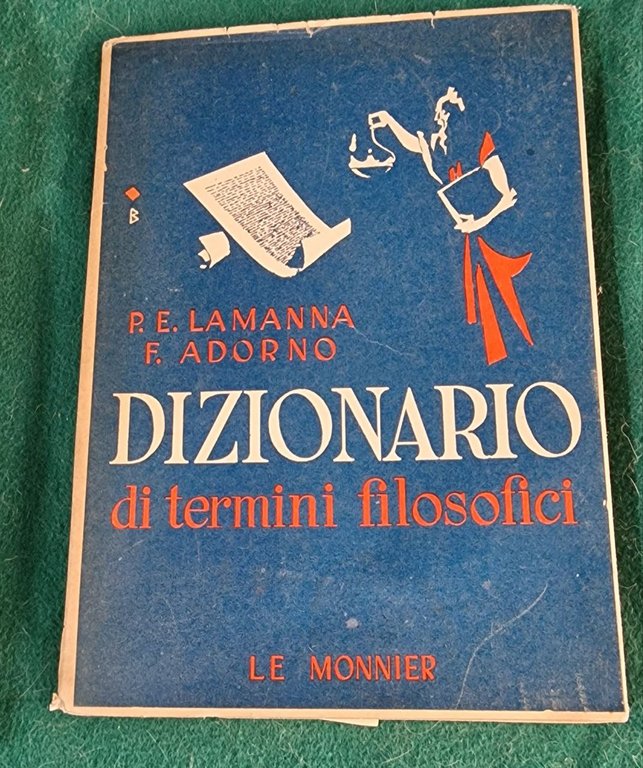 B
P. E. LAMANNA
F. ADORNO
DIZIONARIO
di termini filosofici
LE MONNIER